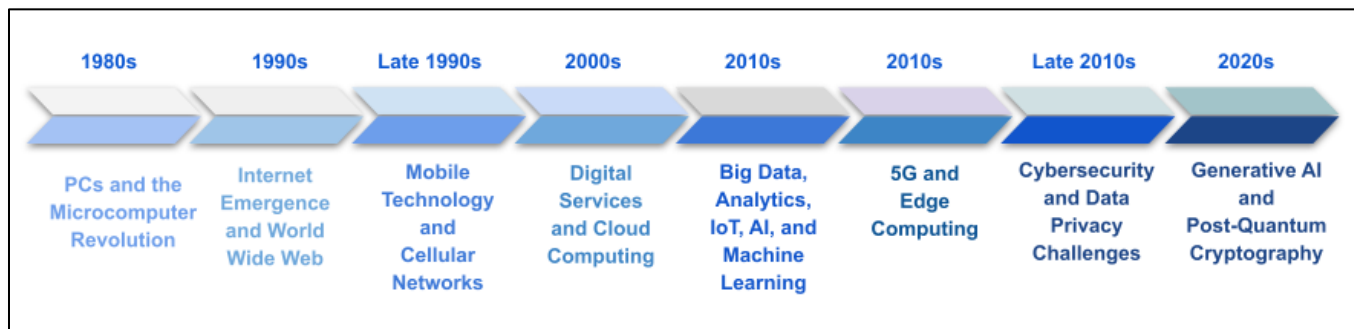 1980s
1990s
Late 1990s
2000s
2010s
2010s
Late 2010s
2020s
PCs and the
Microcomputer
Revolution
Internet
Emergence
and World
Wide Web
Mobile
Technology
and
Cellular
Networks
Digital
Services
and Cloud
Computing
Big Data,
Analytics,
IoT, AI, and
Machine
Learning
5G and
Edge
Computing
Cybersecurity
and Data
Privacy
Challenges
Generative AI
and
Post-Quantum
Cryptography